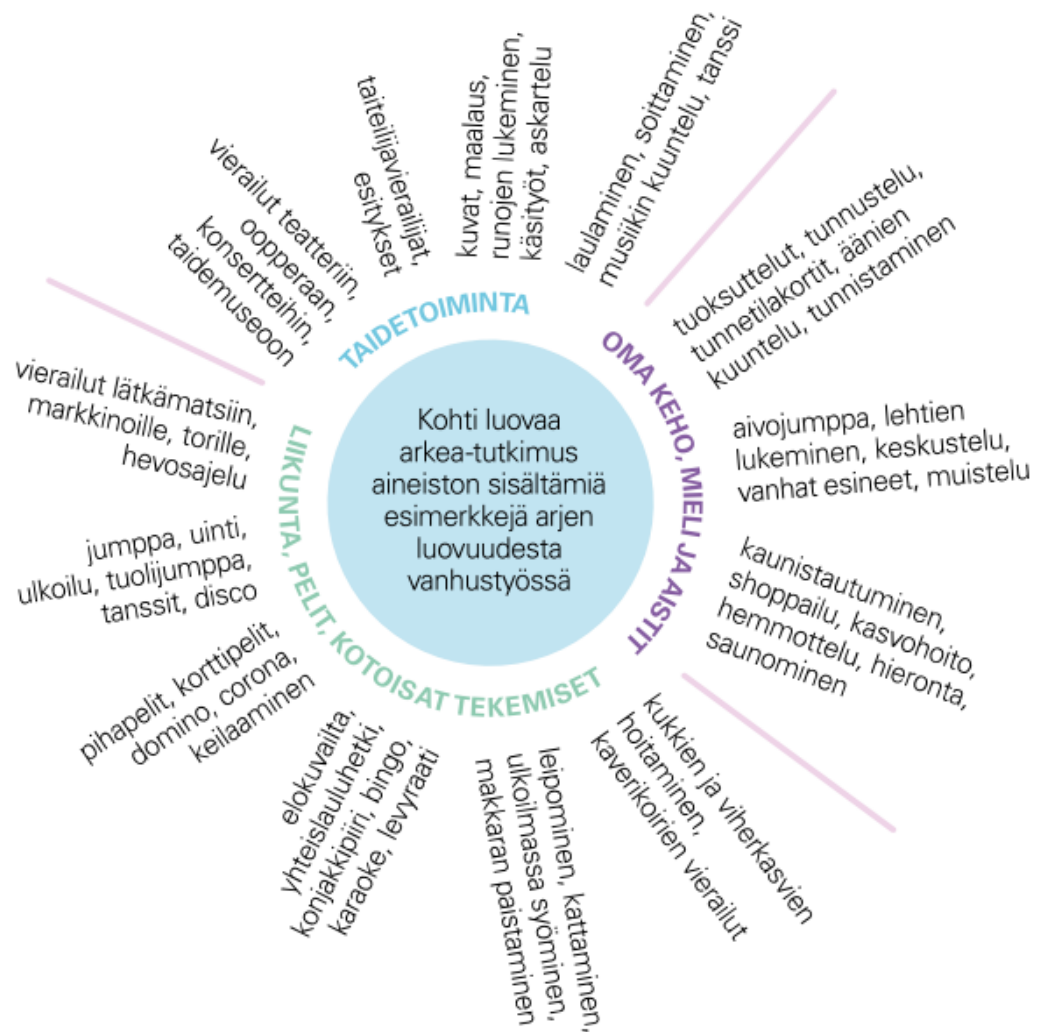 Kohti luovaa
arkea-tutkimus
aineiston sisältämiä
esimerkkejä arjen
luovuudesta
vanhustyössä
TAIDETOIMINTA
vierailut teatteriin,
oopperaan,
konsertteihin,
taidemuseoon
taiteilijavierailijat,
esitykset
kuvat, maalaus,
runojen lukeminen,
käsityöt, askartelu
laulaminen, soittaminen,
musiikin kuuntelu, tanssi
OMA KEHO, MIELI JA AISTIT
tuoksuttelut, tunnustelu,
tunnetilakortit, äänien
kuuntelu, tunnistaminen
aivojumppa, lehtien
lukeminen, keskustelu,
vanhat esineet, muistelu
kaunistautuminen,
shoppailu, kasvohoito,
hemmottelu, hieronta,
saunominen
LIIKUNTA, PELIT, KOTOISAT TEKEMISET
kukkien ja viherkasvien
hoitaminen,
kaverikoirien vierailut
leipominen, kattaminen,
ulkoilmassa syöminen,
makkaran paistaminen
elokuvailta,
yhteislauluhetki,
konjakkipiiri, bingo,
karaoke, levyraati
pihapelit, korttipelit,
domino, corona,
keilaaminen
jumppa, uinti,
ulkoilu, tuolijumppa,
tanssit, disco
vierailut lätkämatsiin,
markkinoille, torille,
hevosajelu